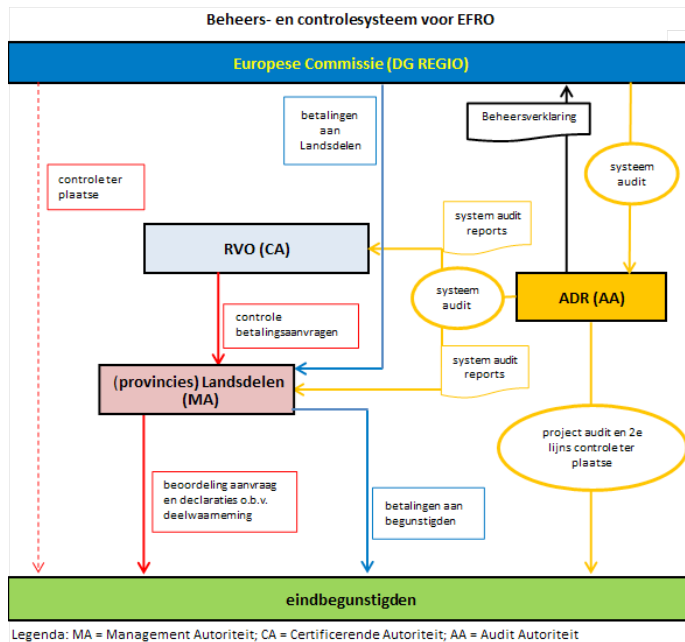 Beheers- en controlesysteem voor EFRO
Europese Commissie (DG REGIO)
betalingen
aan
Landsdelen
Beheersverklaring
systeem
audit
controle ter
plaatse
system audit
reports
RVO (CA)
systeem
audit
ADR (AA)
controle
betalingsaanvragen
system audit
reports
(provincies) Landsdelen
(MA)
project audit en 2e
lijns controle ter
plaatse
beoordeling aanvraag
en declaraties o.b.v.
deelwaarneming
betalingen aan
begunstigden
eindbegunstigden
Legenda: MA = Management Autoriteit; CA = Certificerende Autoriteit; AA = Audit Autoriteit